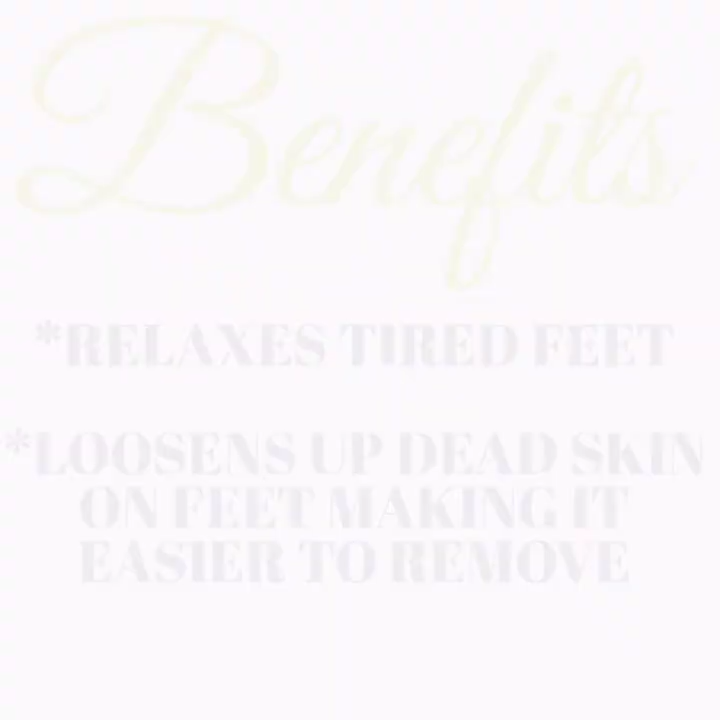 Benefits
*RELAXES TIRED FEET
*LOOSENS UP DEAD SKIN
ON FEET MAKING IT
EASIER TO REMOVE